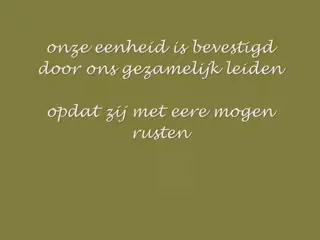 onze eenheid is bevestigd
door ons gezamelijk leiden
opdat zij met eere mogen
rusten